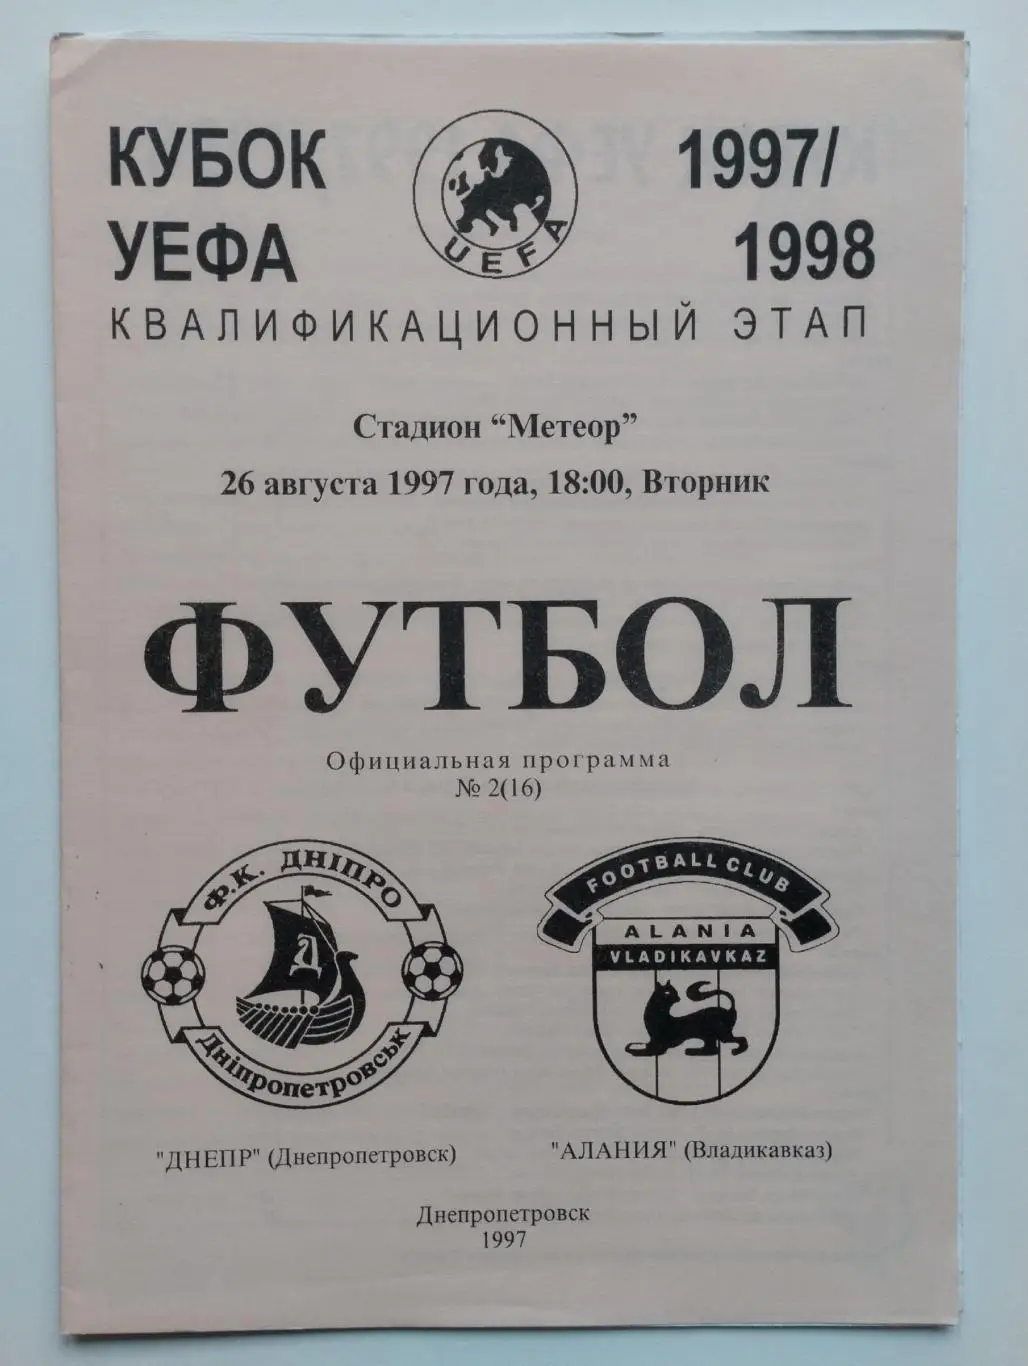 КУБОК
УЕФА
1997/
1998
UEFA
КВАЛИФИКАЦИОННЫЙ ЭТАП
Стадион “Метеор”
26 августа 1997 года, 18:00, Вторник
ФУТБОЛ
Официальная программа
№ 2(16)
Ф.К. ДНІПРО
Д
Дніпропетровськ
FOOTBALL CLUB
ALANIA
VLADIKAVKAZ
"ДНЕПР" (Днепропетровск)
"АЛАНИЯ" (Владикавказ)
Днепропетровск
1997